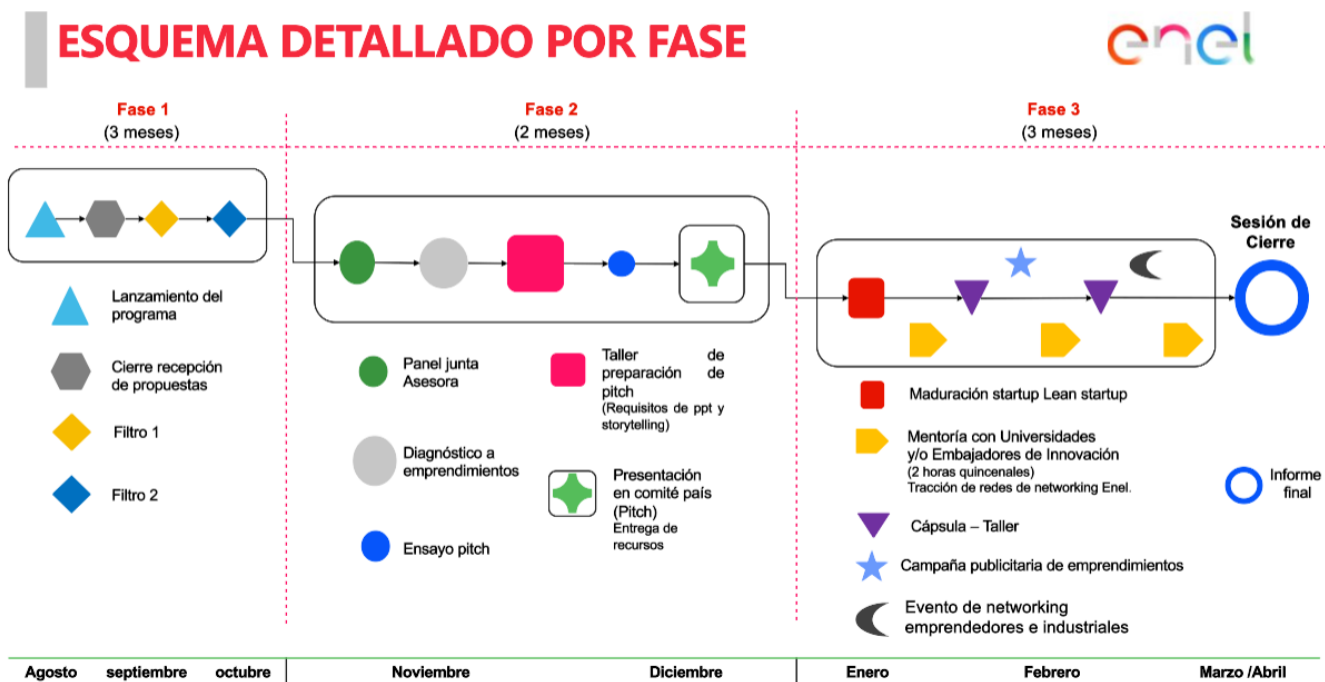 ESQUEMA DETALLADO POR FASE
enel
Fase 1
(3 meses)
Fase 2
(2 meses)
Fase 3
(3 meses)
Lanzamiento del
programa
Cierre recepción
de propuestas
Filtro 1
Filtro 2
Panel junta
Asesora
Diagnóstico a
emprendimientos
Ensayo pitch
Taller de
preparación de
pitch
(Requisitos de ppt y
storytelling)
Presentación
en comité país
(Pitch)
Entrega de
recursos
Sesión de
Cierre
Maduración startup Lean startup
Mentoría con Universidades
y/o Embajadores de Innovación
(2 horas quincenales)
Tracción de redes de networking Enel.
Cápsula – Taller
Campaña publicitaria de emprendimientos
Evento de networking
emprendedores e industriales
Informe
final
Agosto septiembre octubre Noviembre Diciembre Enero Febrero Marzo /Abril